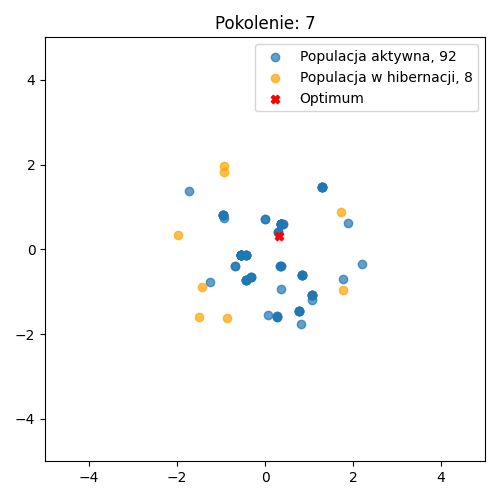 Pokolenie: 7
Populacja aktywna, 92
Populacja w hibernacji, 8
Optimum
4
2
0
−2
−4
−4
−2
0
2
4